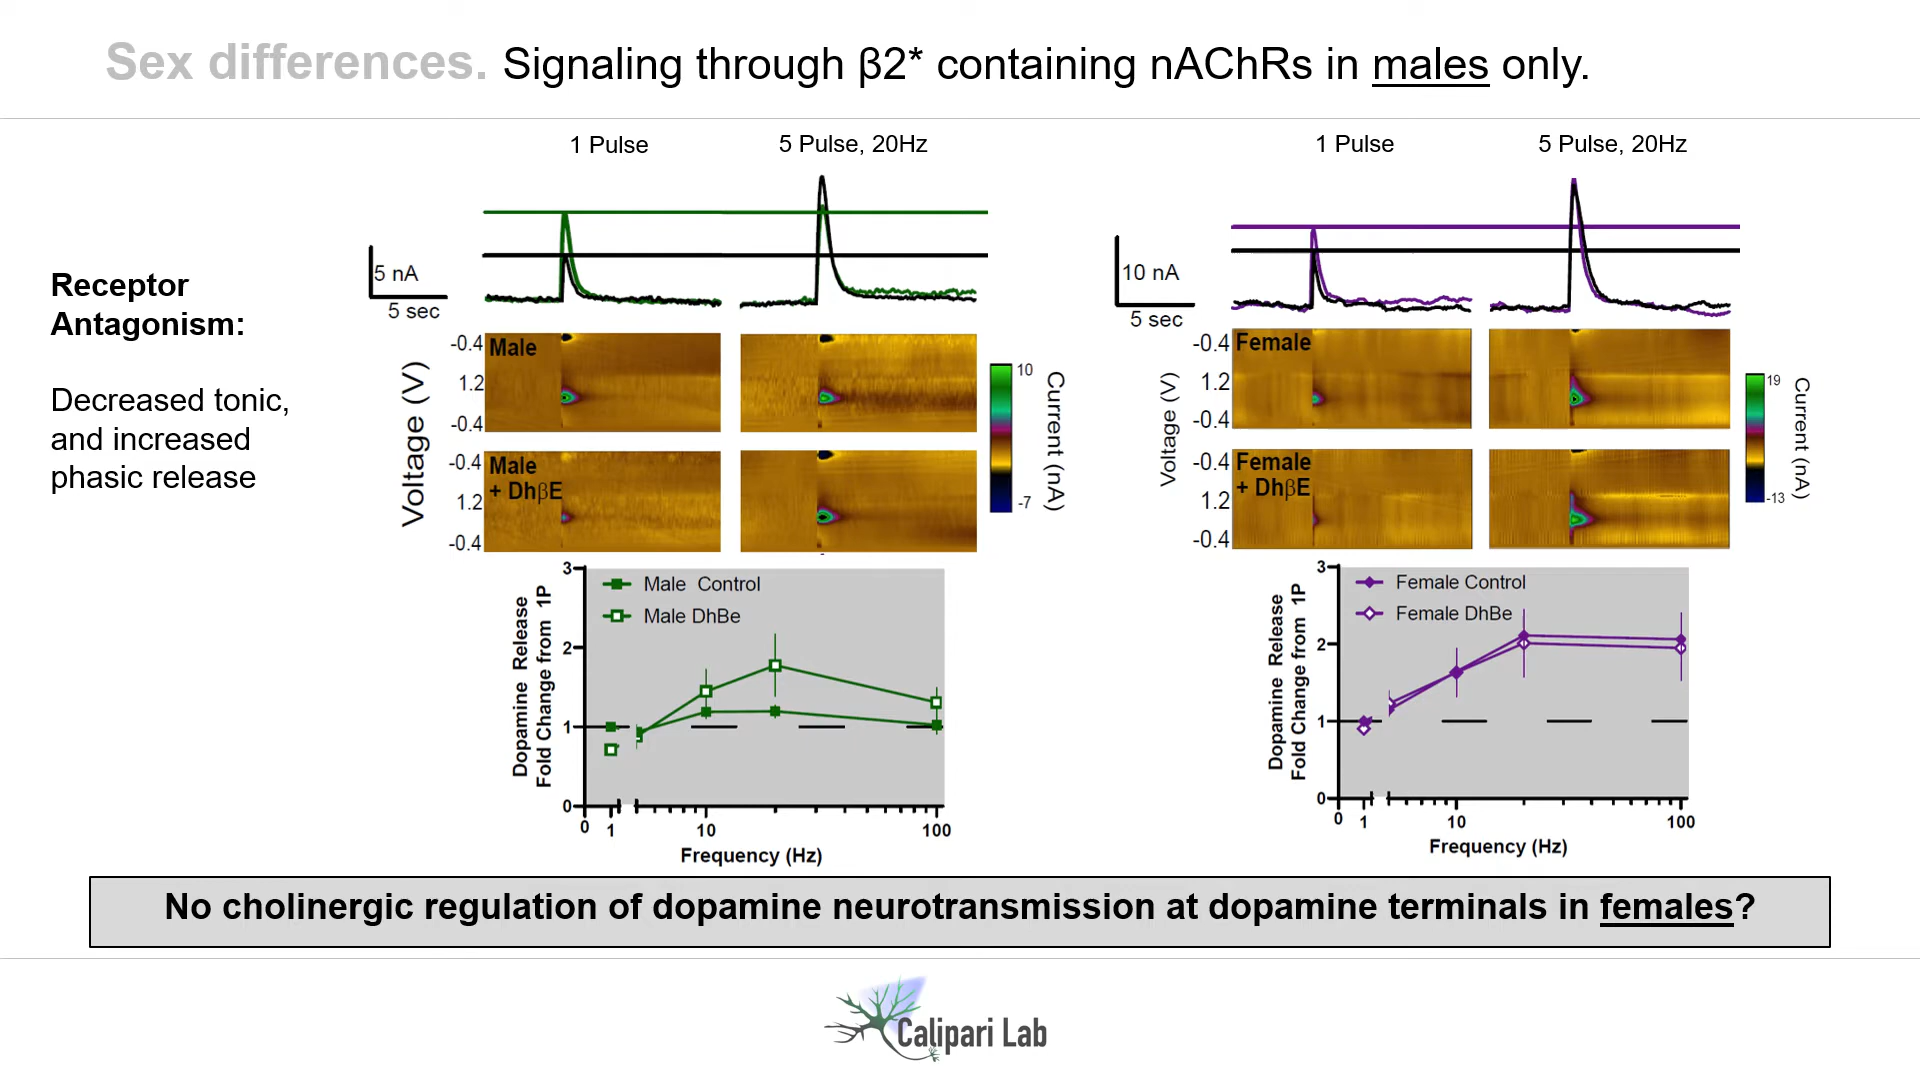 Sex differences. Signaling through β2* containing nAChRs in males only.
1 Pulse
5 Pulse, 20Hz
1 Pulse
5 Pulse, 20Hz
Receptor
Antagonism:
Decreased tonic,
and increased
phasic release
5 nA
5 sec
Voltage (V)
-0.4
1.2
-0.4
Male
-0.4
1.2
-0.4
Male
+ DhβE
10
-7
Current (nA)
10 nA
5 sec
Voltage (V)
-0.4
1.2
-0.4
Female
-0.4
1.2
-0.4
Female
+ DhβE
19
-13
Current (nA)
Dopamine Release
Fold Change from 1P
3
2
1
0
Male Control
Male DhBe
0 1 10 100
Frequency (Hz)
Dopamine Release
Fold Change from 1P
3
2
1
0
Female Control
Female DhBe
0 1 10 100
Frequency (Hz)
No cholinergic regulation of dopamine neurotransmission at dopamine terminals in females?
Calipari Lab